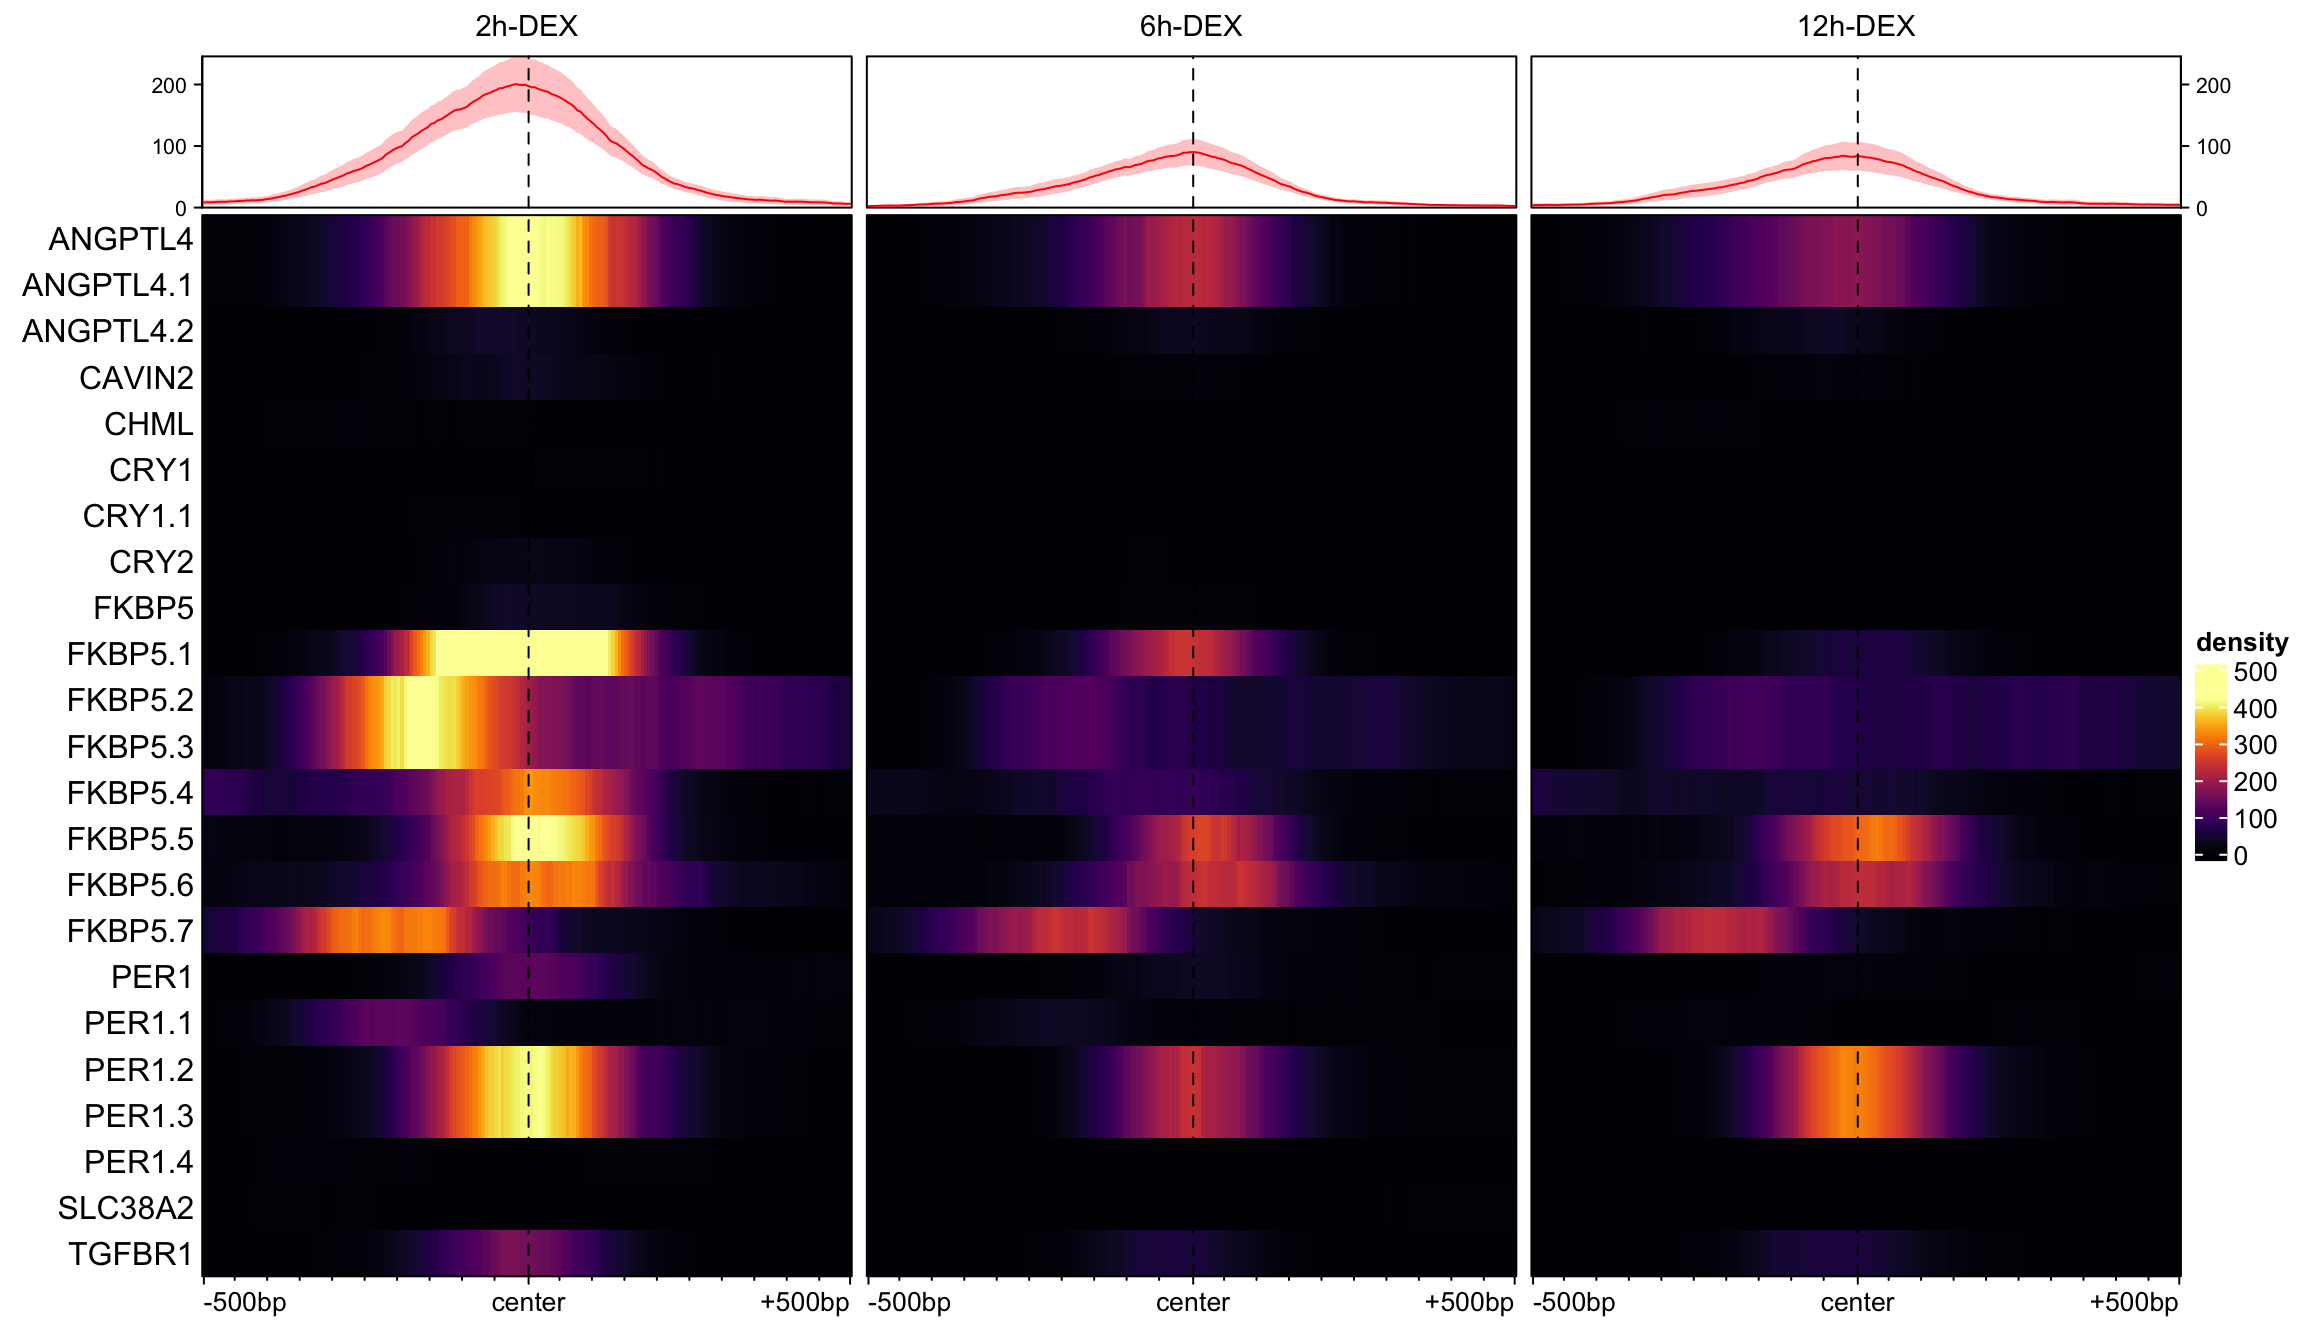 2h-DEX 6h-DEX 12h-DEX
200 200
100 100
0 0
ANGPTL4
ANGPTL4.1
ANGPTL4.2
CAVIN2
CHML
CRY1
CRY1.1
CRY2
FKBP5
FKBP5.1
FKBP5.2
FKBP5.3
FKBP5.4
FKBP5.5
FKBP5.6
FKBP5.7
PER1
PER1.1
PER1.2
PER1.3
PER1.4
SLC38A2
TGFBR1
density
500
400
300
200
100
0
-500bp center +500bp -500bp center +500bp -500bp center +500bp